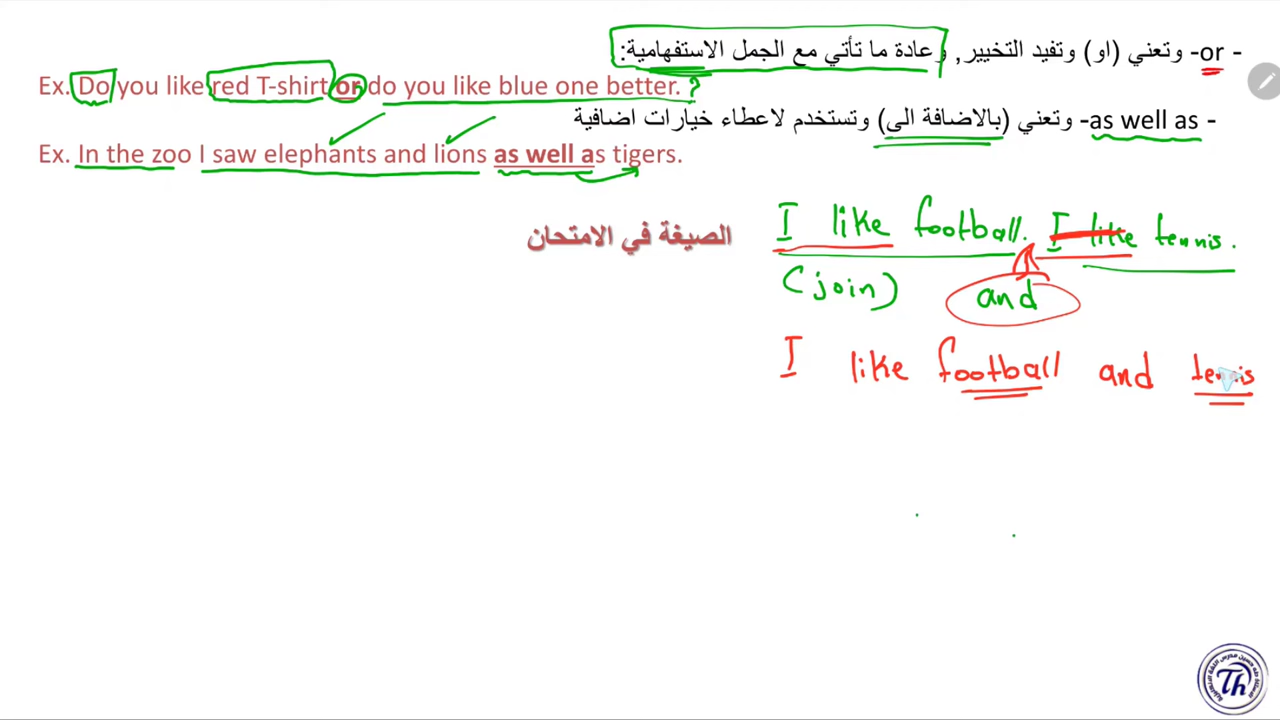 - or- وتعني (او) وتفيد التخيير, وعادة ما تأتي مع الجمل الاستفهامية:
Ex. Do you like red T-shirt or do you like blue one better. ?
- as well as- وتعني (بالاضافة الى) وتستخدم لاعطاء خيارات اضافية
Ex. In the zoo I saw elephants and lions as well as tigers.
الصيغة في الامتحان
I like football. I like tennis.
(join) and
I like football and tennis
Th